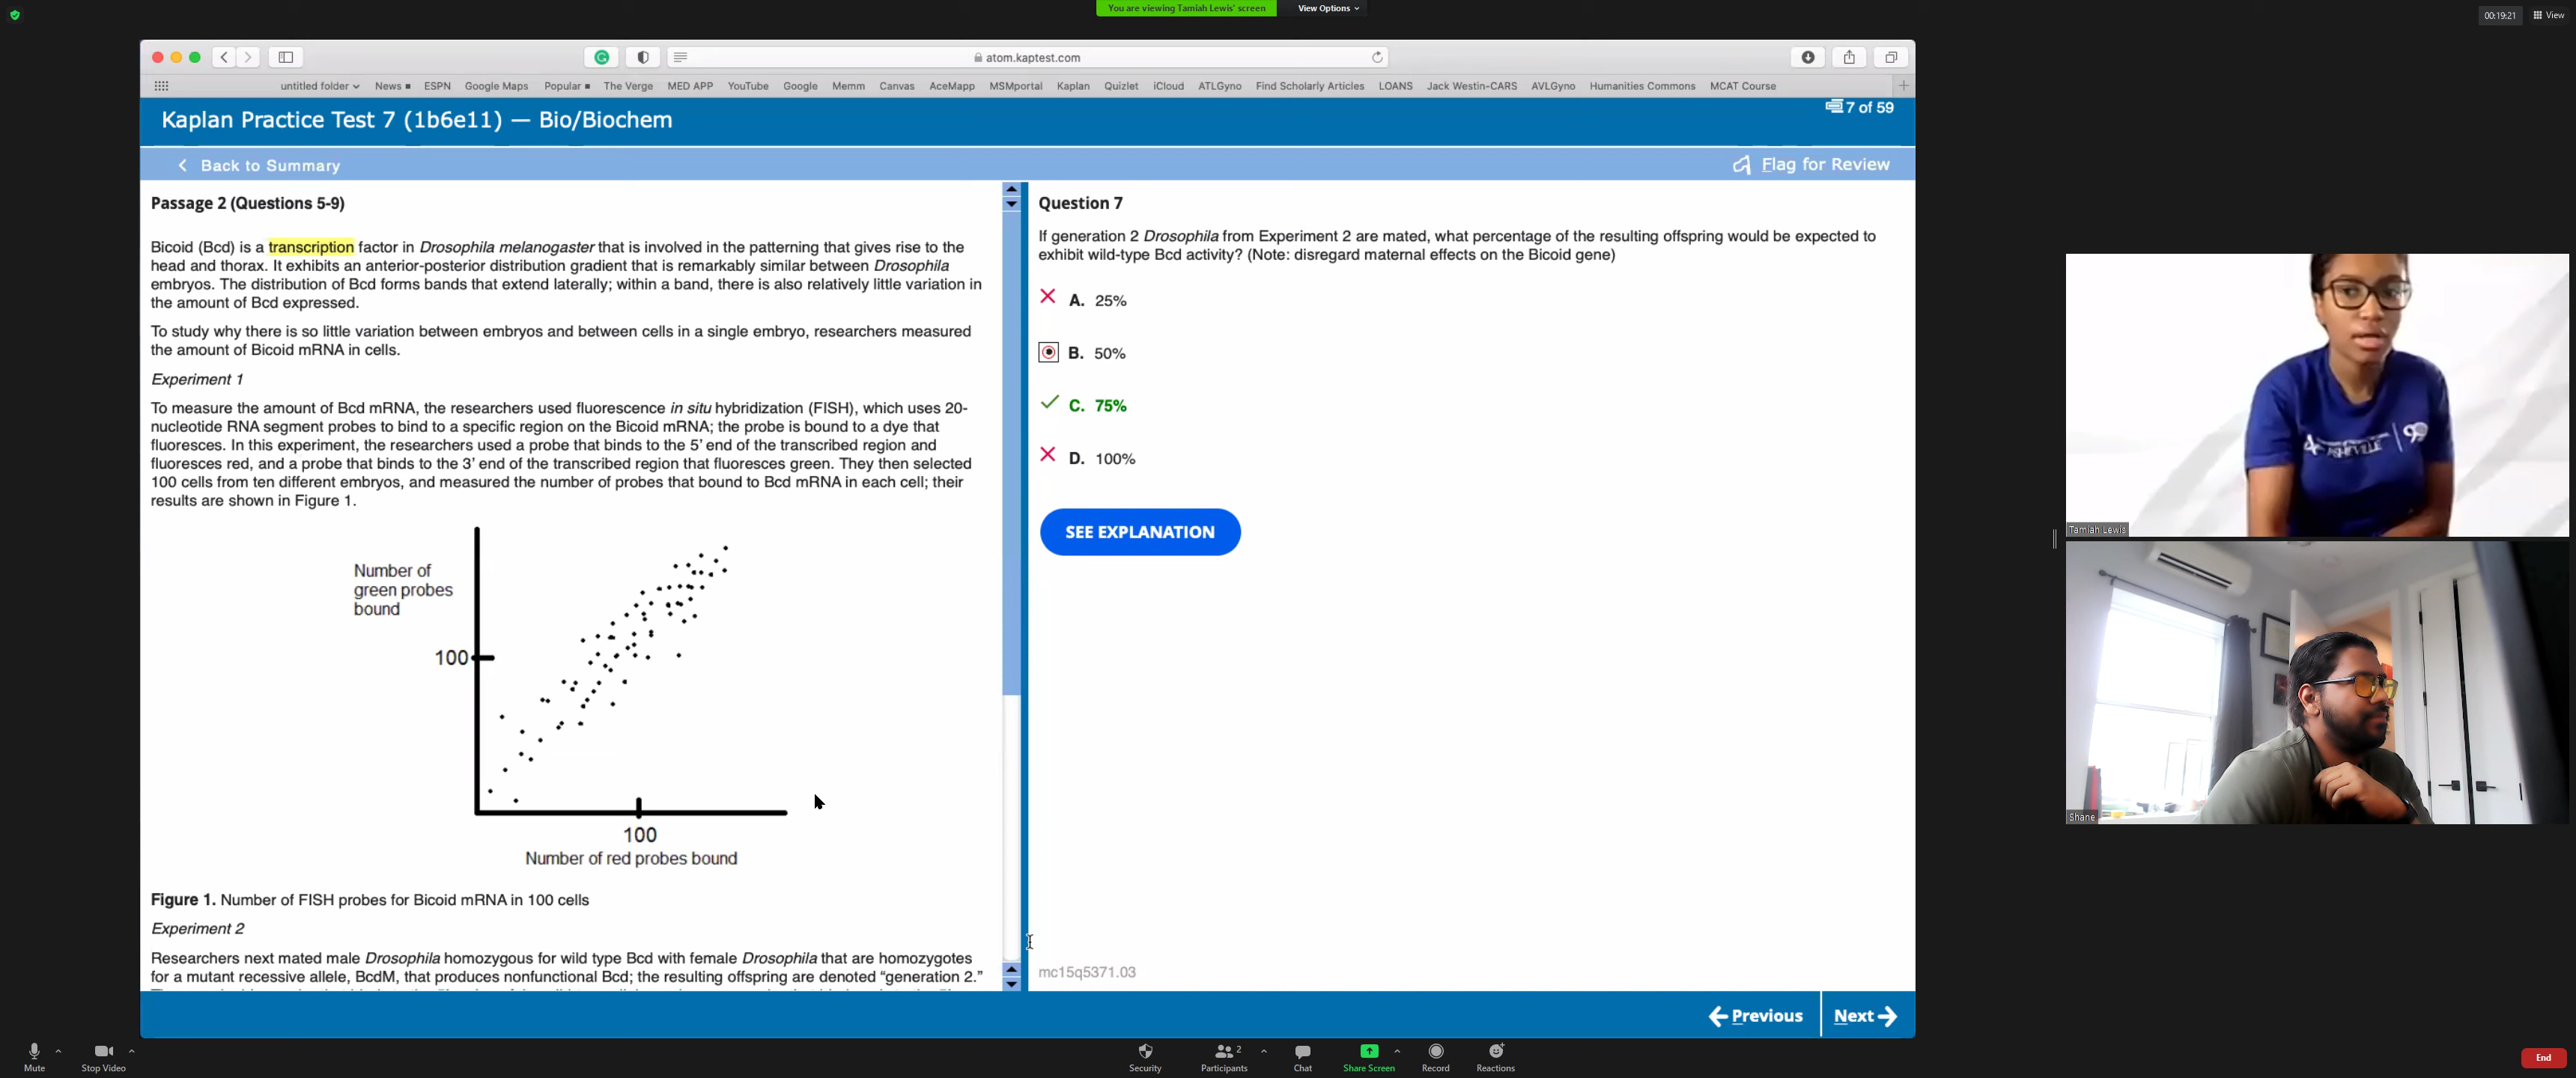 You are viewing Tamiah Lewis' screen
View Options
00:19:21
View
atom.kaptest.com
untitled folder News ESPN Google Maps Popular The Verge MED APP YouTube Google Memm Canvas AceMapp MSMportal Kaplan Quizlet iCloud ATLGyno Find Scholarly Articles LOANS Jack Westin-CARS AVLGyno Humanities Commons MCAT Course
Kaplan Practice Test 7 (1b6e11) — Bio/Biochem
7 of 59
Back to Summary
Flag for Review
Passage 2 (Questions 5-9)
Bicoid (Bcd) is a transcription factor in Drosophila melanogaster that is involved in the patterning that gives rise to the
head and thorax. It exhibits an anterior-posterior distribution gradient that is remarkably similar between Drosophila
embryos. The distribution of Bcd forms bands that extend laterally; within a band, there is also relatively little variation in
the amount of Bcd expressed.
To study why there is so little variation between embryos and between cells in a single embryo, researchers measured
the amount of Bicoid mRNA in cells.
Experiment 1
To measure the amount of Bcd mRNA, the researchers used fluorescence in situ hybridization (FISH), which uses 20-
nucleotide RNA segment probes to bind to a specific region on the Bicoid mRNA; the probe is bound to a dye that
fluoresces. In this experiment, the researchers used a probe that binds to the 5' end of the transcribed region and
fluoresces red, and a probe that binds to the 3' end of the transcribed region that fluoresces green. They then selected
100 cells from ten different embryos, and measured the number of probes that bound to Bcd mRNA in each cell; their
results are shown in Figure 1.
Number of
green probes
bound
100
100
Number of red probes bound
Figure 1. Number of FISH probes for Bicoid mRNA in 100 cells
Experiment 2
Researchers next mated male Drosophila homozygous for wild type Bcd with female Drosophila that are homozygotes
for a mutant recessive allele, BcdM, that produces nonfunctional Bcd; the resulting offspring are denoted "generation 2."
Question 7
If generation 2 Drosophila from Experiment 2 are mated, what percentage of the resulting offspring would be expected to
exhibit wild-type Bcd activity? (Note: disregard maternal effects on the Bicoid gene)
A. 25%
B. 50%
C. 75%
D. 100%
SEE EXPLANATION
mc15q5371.03
Previous
Next
Tamiah Lewis
ASHEVILLE
Shane
Mute
Stop Video
Security
Participants 2
Chat
Share Screen
Record
Reactions
End